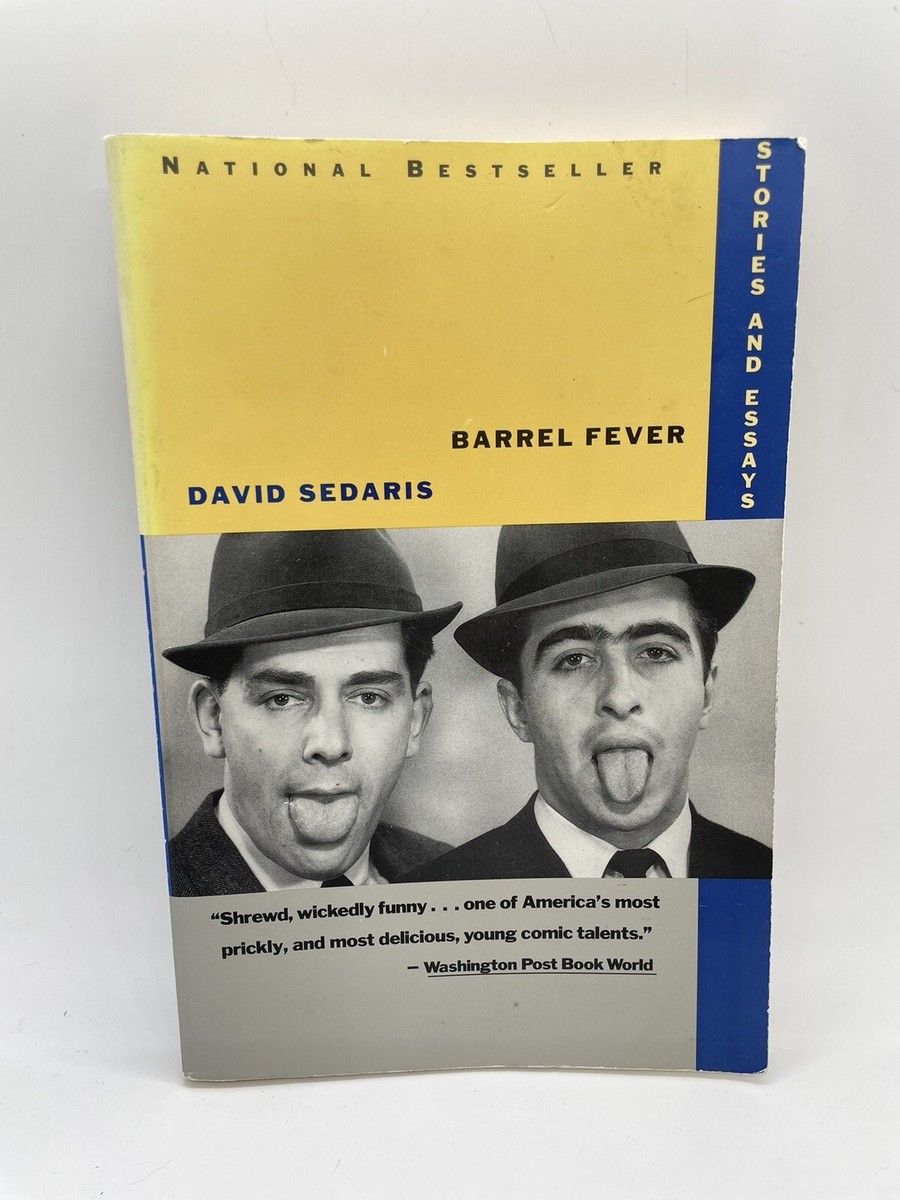 NATIONAL BESTSELLER
STORIES AND ESSAYS
BARREL FEVER
DAVID SEDARIS
“Shrewd, wickedly funny . . . one of America’s most
prickly, and most delicious, young comic talents.”
– Washington Post Book World